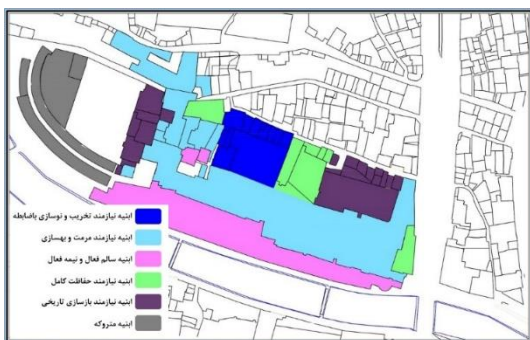 ابنیه نیازمند تخریب و نوسازی باضابطه
ابنیه نیازمند مرمت و بهسازی
ابنیه سالم فعال و نیمه فعال
ابنیه نیازمند حفاظت کامل
ابنیه نیازمند بازسازی تاریخی
ابنیه متروکه